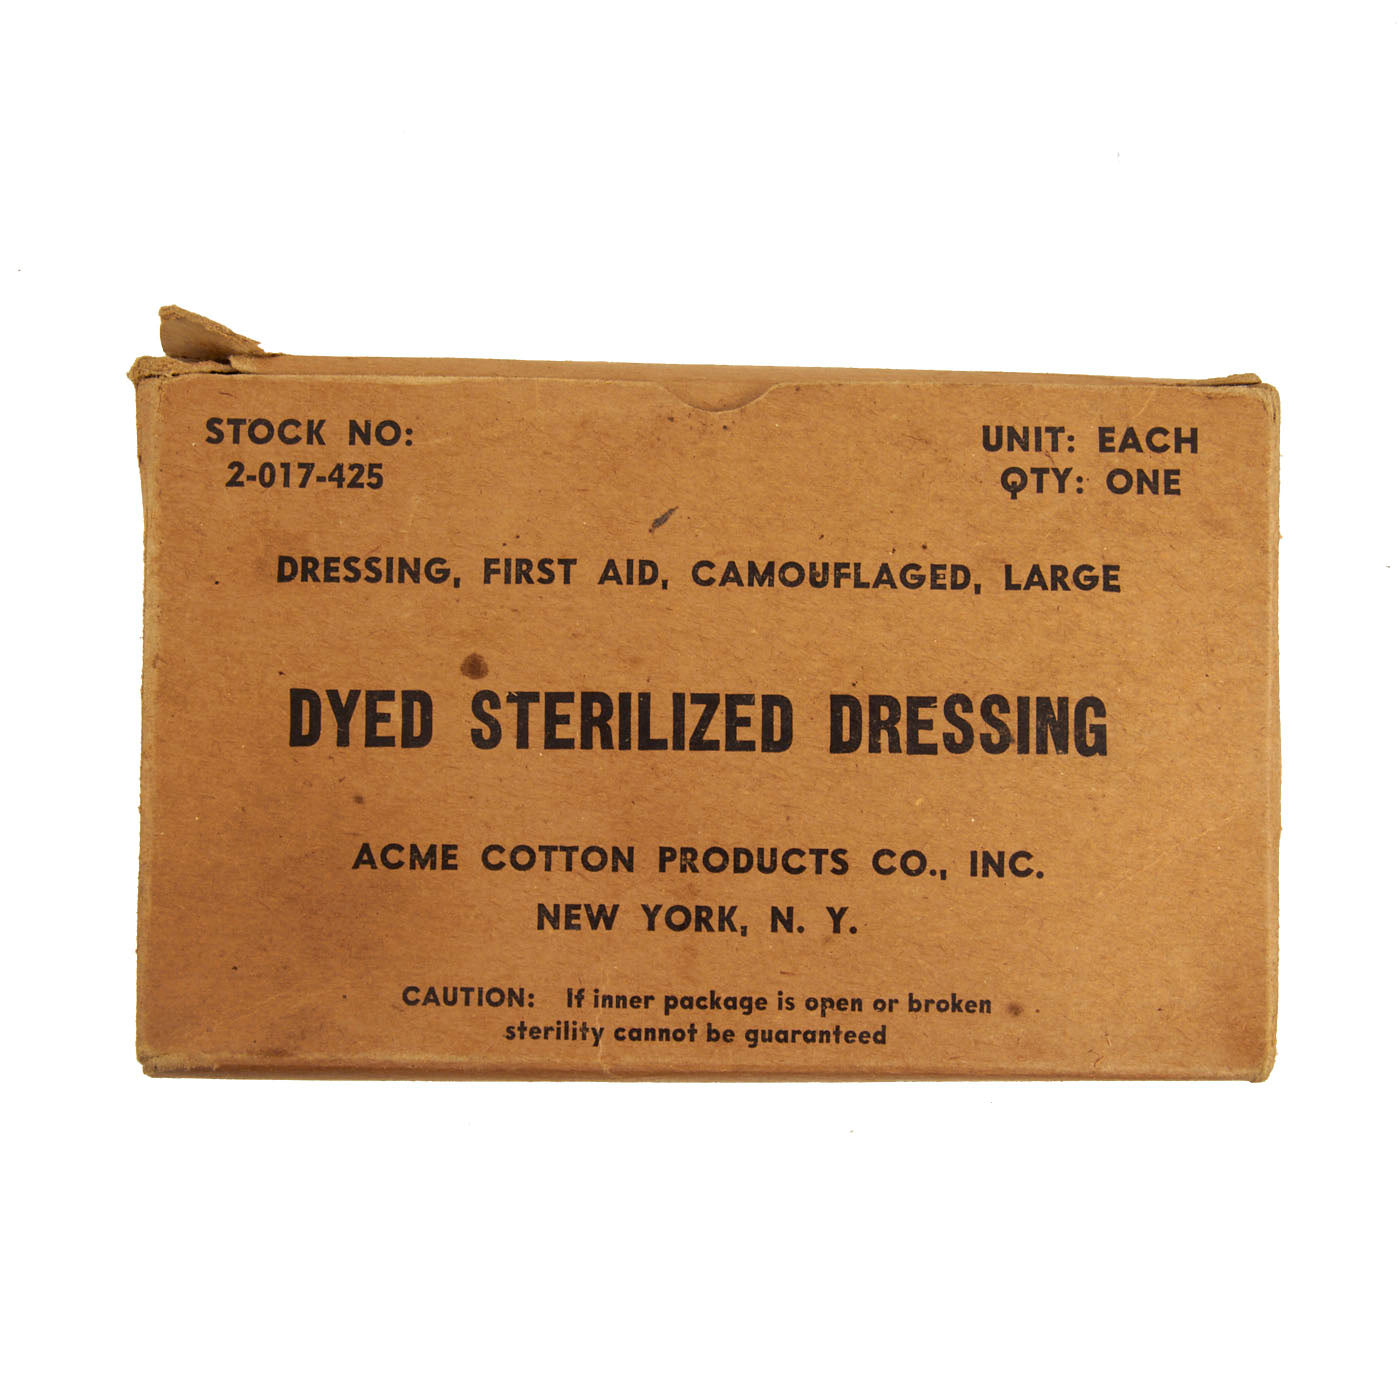 STOCK NO:
2-017-425
UNIT: EACH
QTY: ONE
DRESSING, FIRST AID, CAMOUFLAGED, LARGE
DYED STERILIZED DRESSING
ACME COTTON PRODUCTS CO., INC.
NEW YORK, N. Y.
CAUTION: If inner package is open or broken
sterility cannot be guaranteed